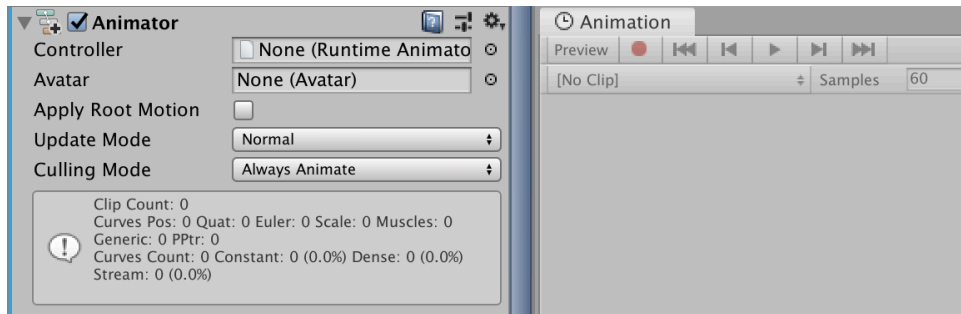 Animator
Controller
None (Runtime Animato
Avatar
None (Avatar)
Apply Root Motion
Update Mode
Normal
Culling Mode
Always Animate
Clip Count: 0
Curves Pos: 0 Quat: 0 Euler: 0 Scale: 0 Muscles: 0
Generic: 0 PPtr: 0
Curves Count: 0 Constant: 0 (0.0%) Dense: 0 (0.0%)
Stream: 0 (0.0%)
Animation
Preview
[No Clip]
Samples
60